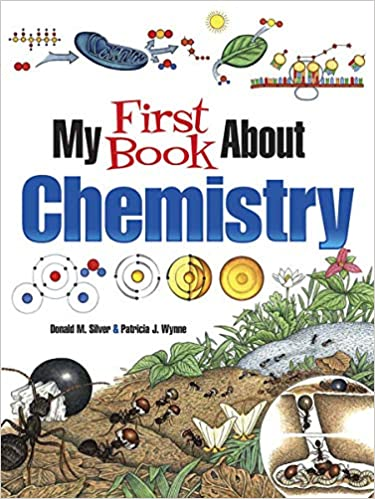 My First Book About
Chemistry
Donald M. Silver & Patricia J. Wynne